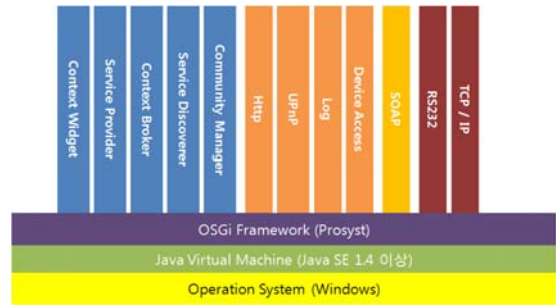 Context Widget
Service Provider
Context Broker
Service Discoverer
Community Manager
Http
UPnP
Log
Device Access
SOAP
RS232
TCP / IP
OSGi Framework (Prosyst)
Java Virtual Machine (Java SE 1.4 이상)
Operation System (Windows)